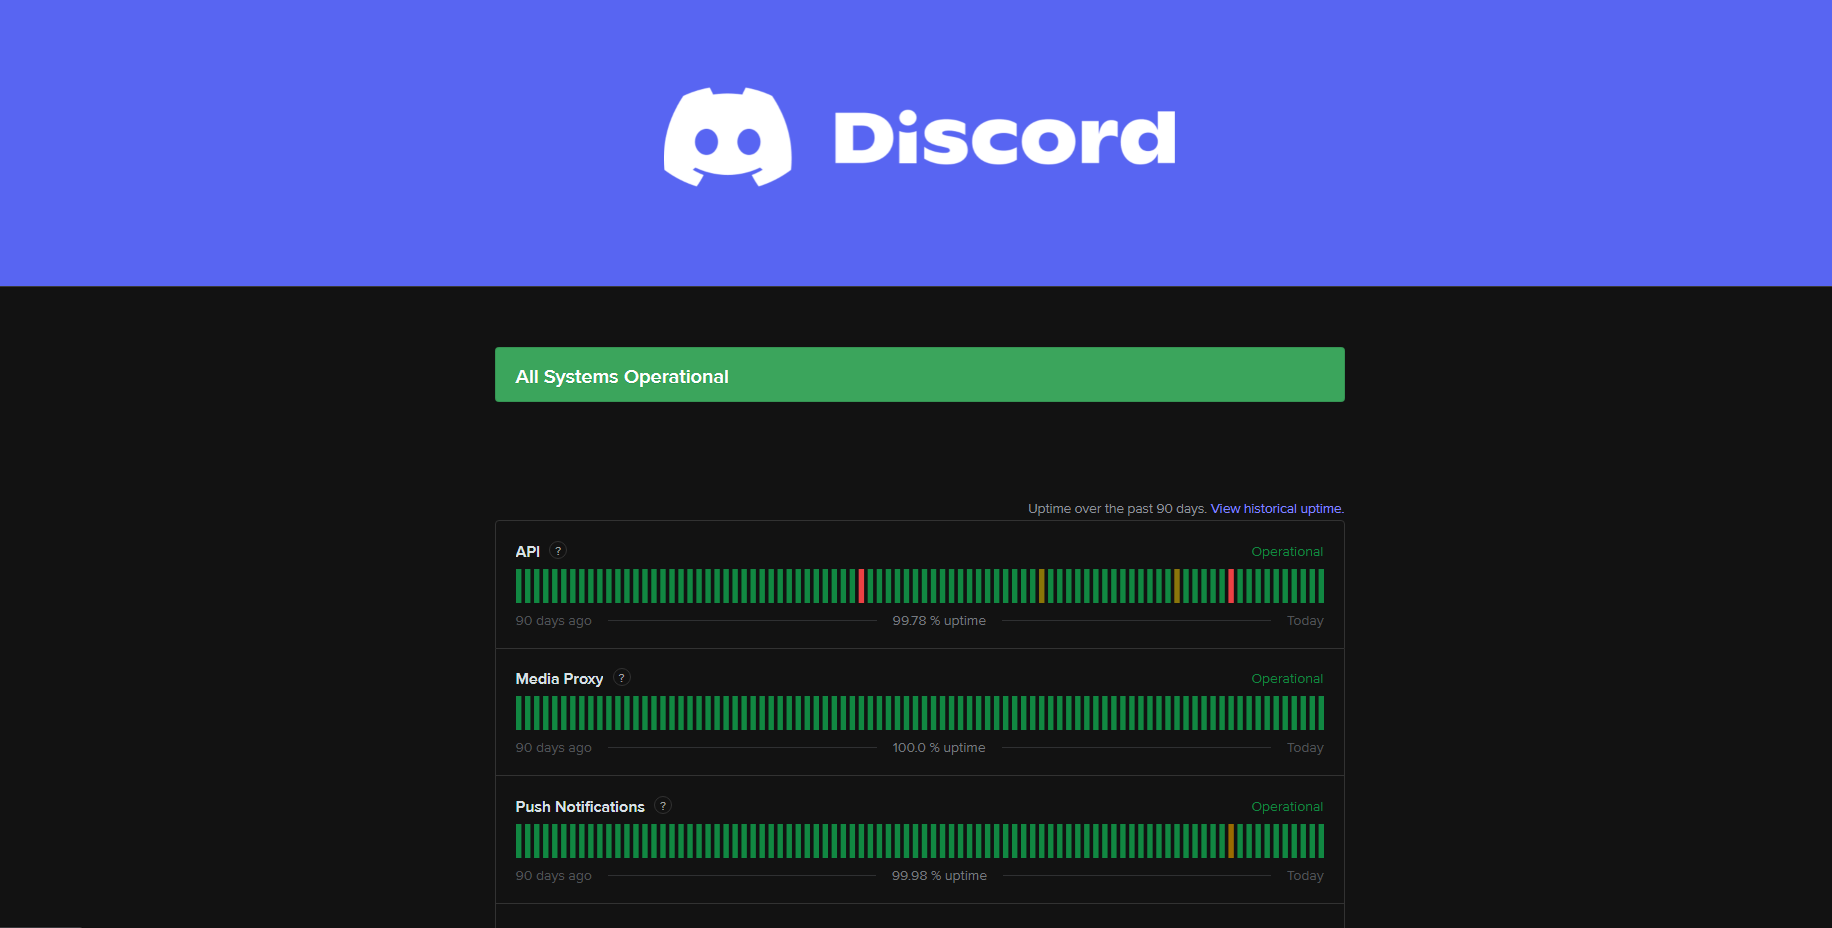 Discord
All Systems Operational
Uptime over the past 90 days. View historical uptime.
API ? Operational
90 days ago 99.78 % uptime Today
Media Proxy ? Operational
90 days ago 100.0 % uptime Today
Push Notifications ? Operational
90 days ago 99.98 % uptime Today